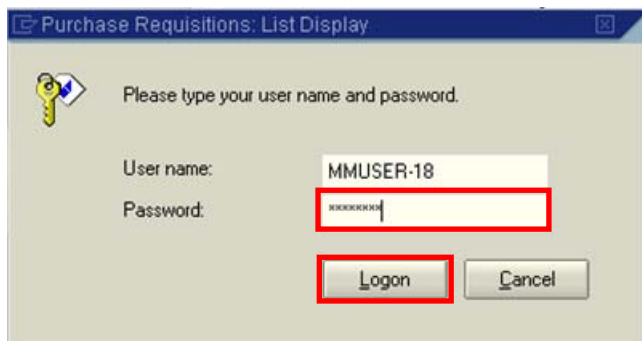 Purchase Requisitions: List Display
Please type your user name and password.
User name: MMUSER-18
Password: ********
Logon Cancel